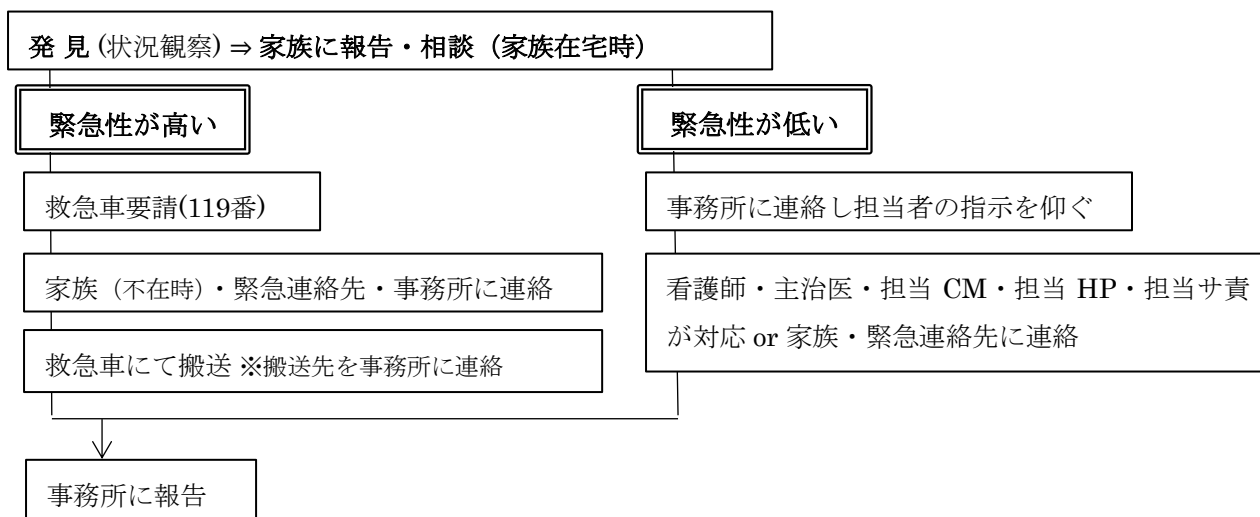 発 見 (状況観察) ⇒ 家族に報告・相談（家族在宅時）
緊急性が高い
救急車要請(119番)
家族（不在時）・緊急連絡先・事務所に連絡
救急車にて搬送 ※搬送先を事務所に連絡
緊急性が低い
事務所に連絡し担当者の指示を仰ぐ
看護師・主治医・担当 CM・担当 HP・担当サ責
が対応 or 家族・緊急連絡先に連絡
事務所に報告